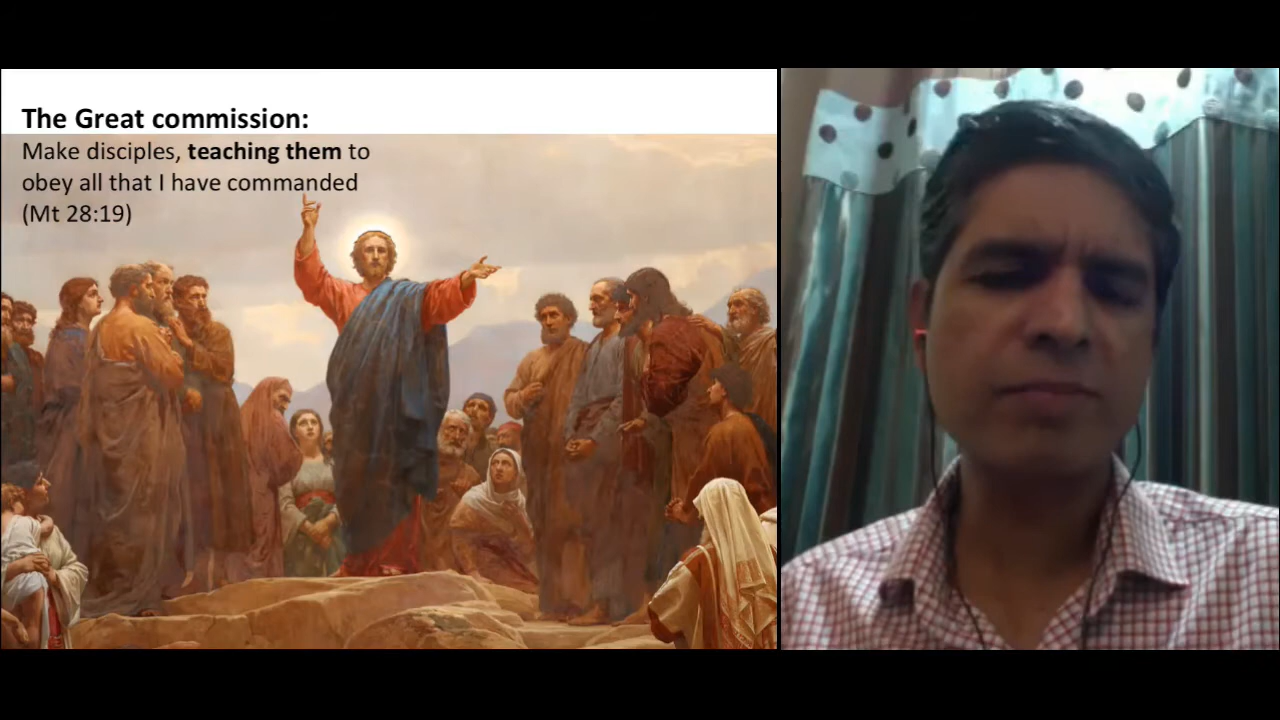 The Great commission:
Make disciples, teaching them to
obey all that I have commanded
(Mt 28:19)